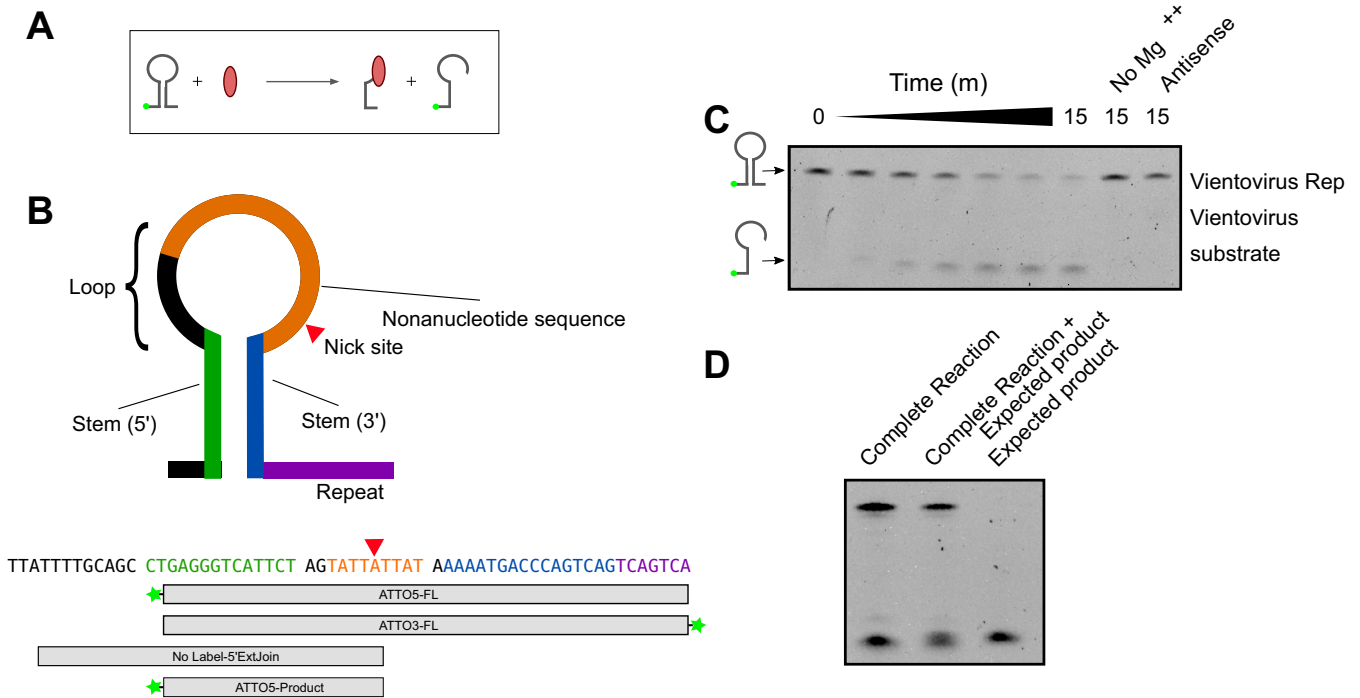 A
+
+
B
Loop
Nonanucleotide sequence
Nick site
Stem (5')
Stem (3')
Repeat
TTATTTTGCAGC CTGAGGGTCATTCT AGTATTATTAT AAAAATGACCCAGTCAGTCAGTCA
ATTO5-FL
ATTO3-FL
No Label-5'ExtJoin
ATTO5-Product
C
Time (m)
No Mg ++
Antisense
0
15
15
15
Vientovirus Rep
Vientovirus
substrate
D
Complete Reaction
Complete Reaction +
Expected product
Expected product